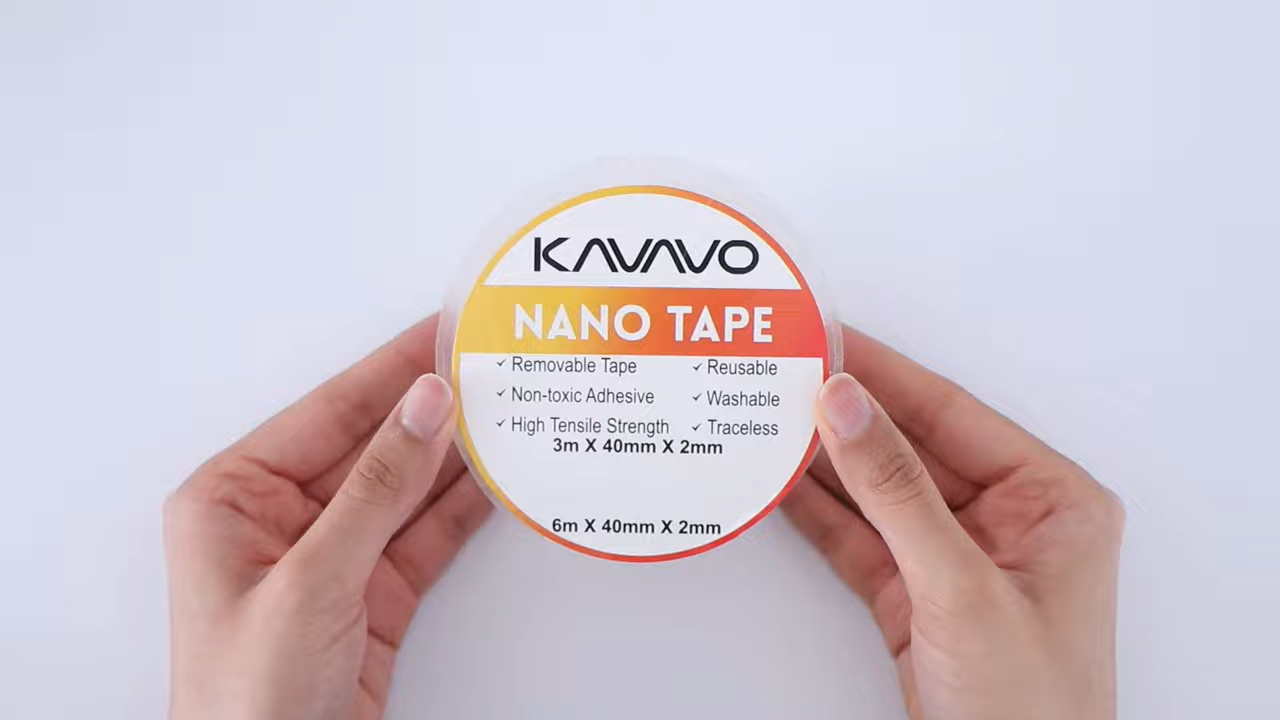 KAVAVO
NANO TAPE
✓ Removable Tape ✓ Reusable
✓ Non-toxic Adhesive ✓ Washable
✓ High Tensile Strength ✓ Traceless
3m X 40mm X 2mm
6m X 40mm X 2mm